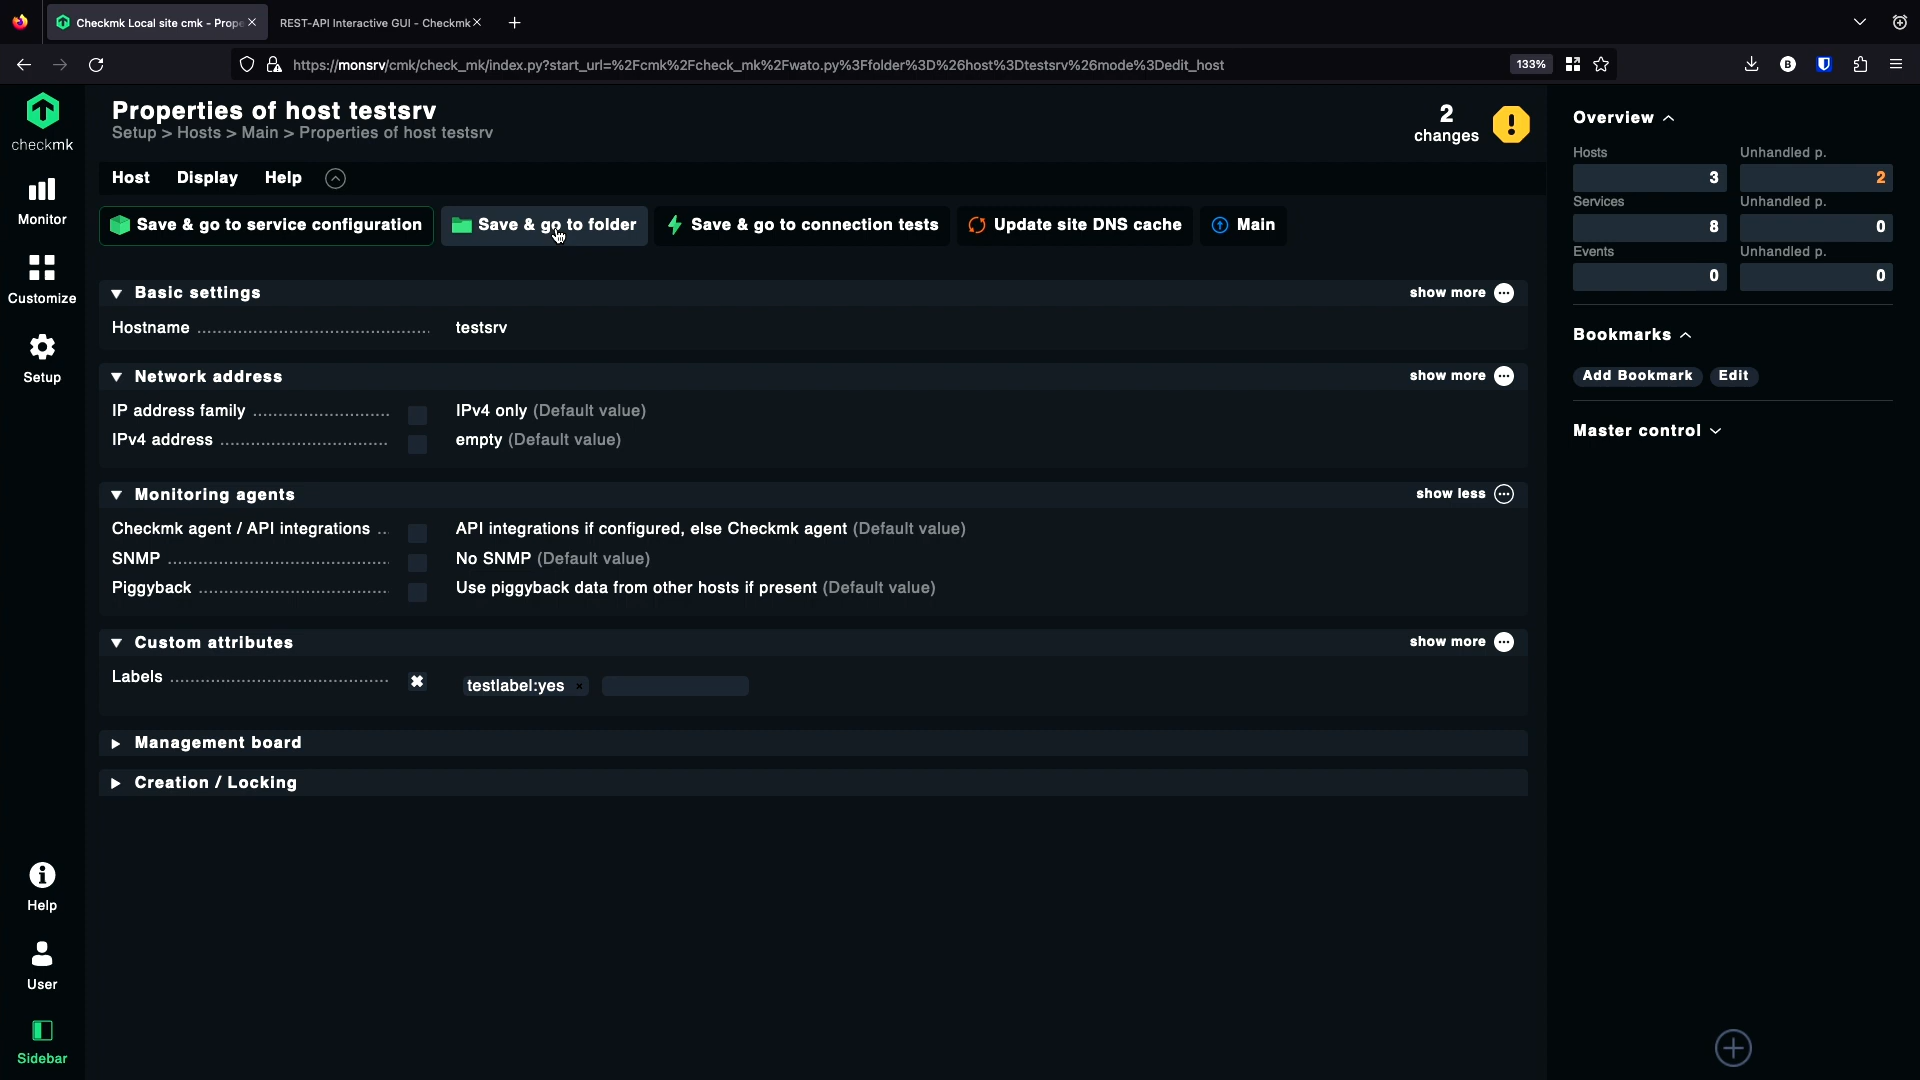 Checkmk Local site cmk - Prope
REST-API Interactive GUI - Checkmk
https://monsrv/cmk/check_mk/index.py?start_url=%2Fcmk%2Fcheck_mk%2Fwato.py%3Ffolder%3D%26host%3Dtestsrv%26mode%3Dedit_host
133%
B
checkmk
Monitor
Customize
Setup
Help
User
Sidebar
Properties of host testsrv
Setup > Hosts > Main > Properties of host testsrv
2
changes
Host Display Help
Save & go to service configuration
Save & go to folder
Save & go to connection tests
Update site DNS cache
Main
Basic settings
show more
Hostname
testsrv
Network address
show more
IP address family
IPv4 only (Default value)
IPv4 address
empty (Default value)
Monitoring agents
show less
Checkmk agent / API integrations
API integrations if configured, else Checkmk agent (Default value)
SNMP
No SNMP (Default value)
Piggyback
Use piggyback data from other hosts if present (Default value)
Custom attributes
show more
Labels
testlabel:yes
Management board
Creation / Locking
Overview
Hosts Unhandled p.
3 2
Services Unhandled p.
8 0
Events Unhandled p.
0 0
Bookmarks
Add Bookmark Edit
Master control